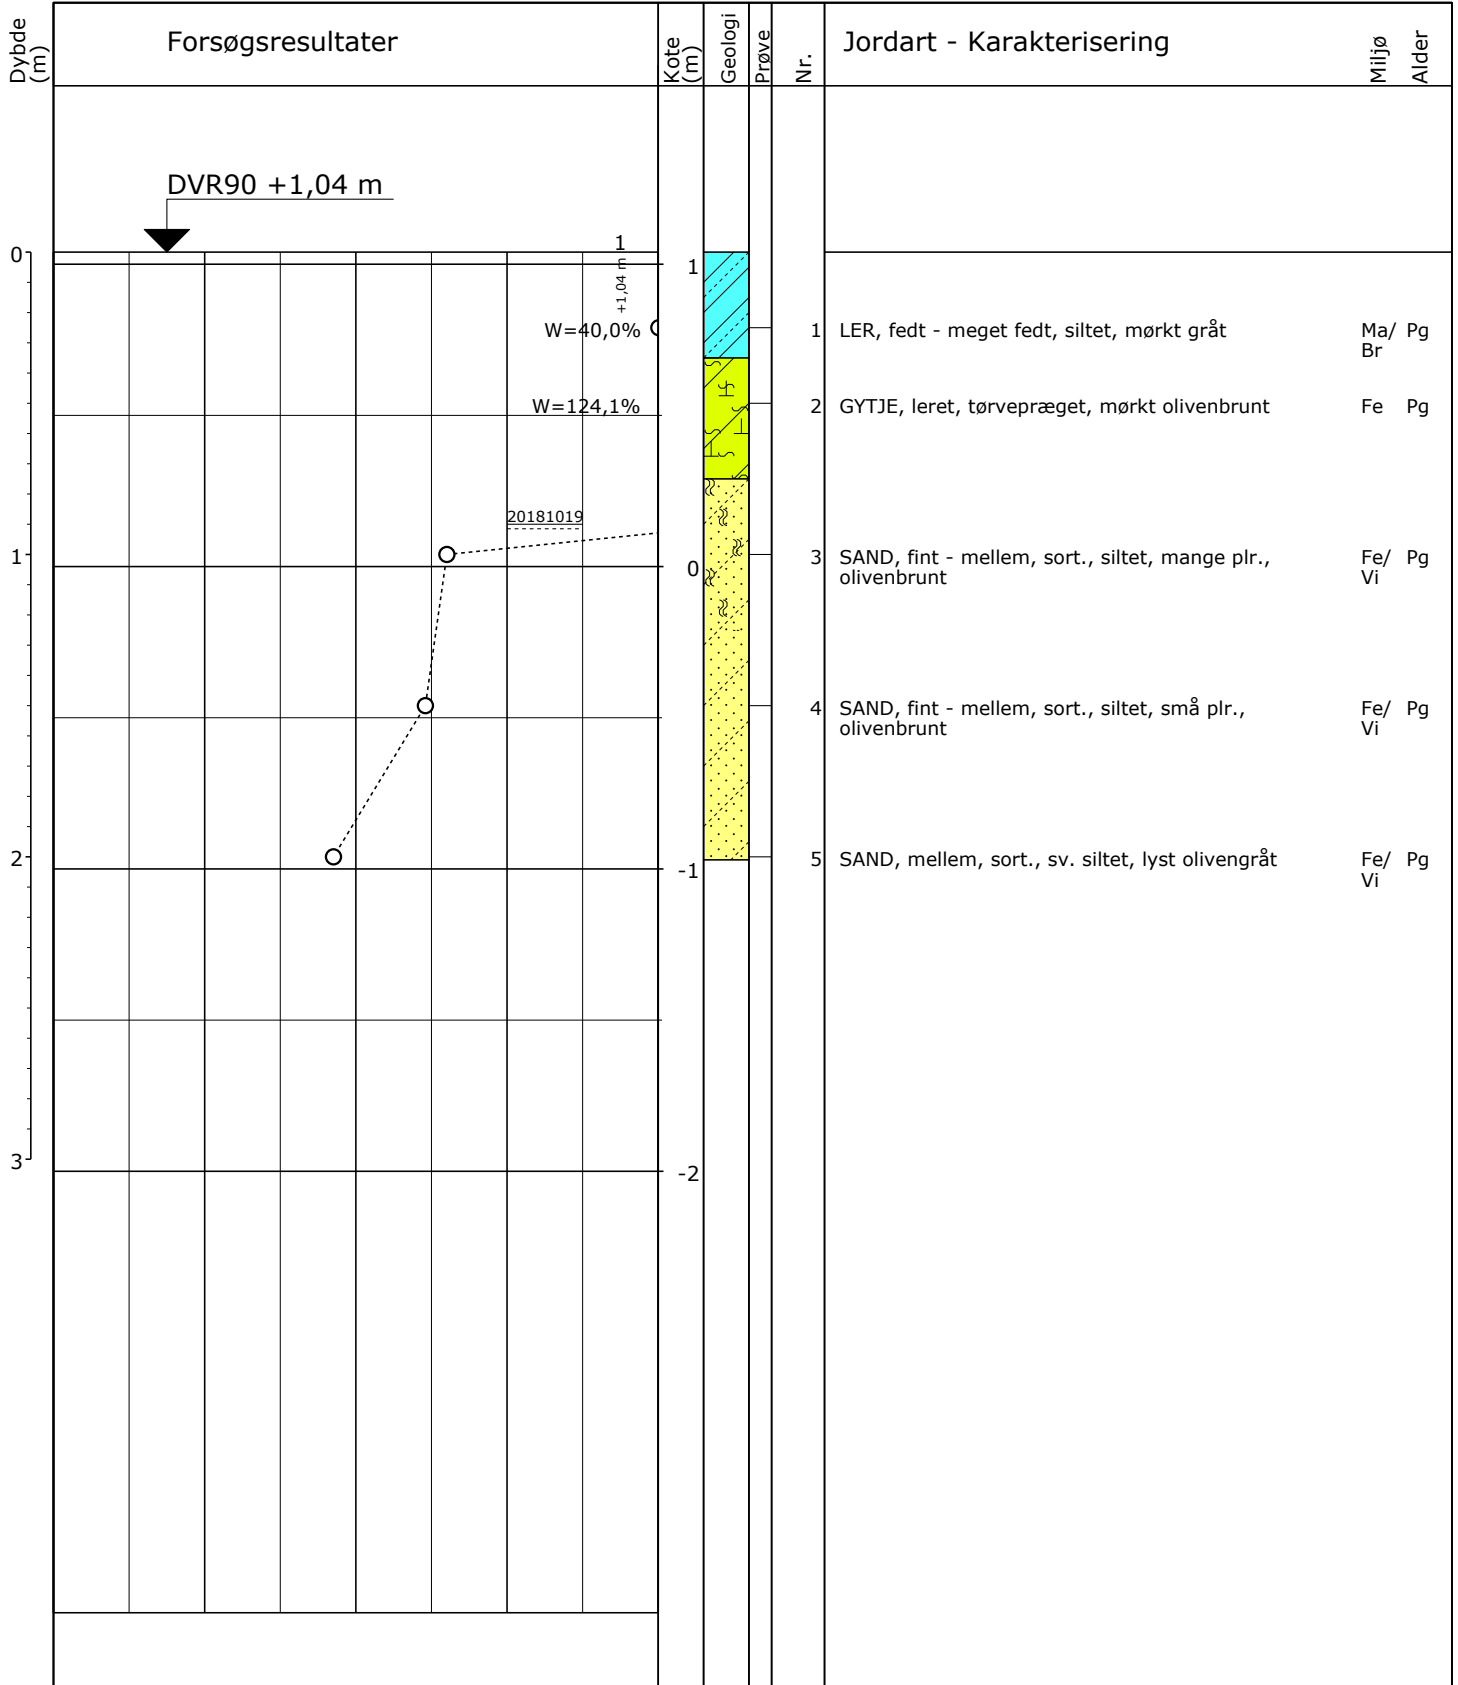 Dybde
(m)
Forsøgsresultater
Kote
(m)
Geologi
Prøve
Nr.
Jordart - Karakterisering
Miljø
Alder
DVR90 +1,04 m
0
1
+1,04 m
1
W=40,0%
1
LER, fedt - meget fedt, siltet, mørkt gråt
Ma/ Pg
Br
W=124,1%
2
GYTJE, leret, tørvepræget, mørkt olivenbrunt
Fe Pg
20181019
1
0
3
SAND, fint - mellem, sort., siltet, mange plr.,
olivenbrunt
Fe/ Pg
Vi
4
SAND, fint - mellem, sort., siltet, små plr.,
olivenbrunt
Fe/ Pg
Vi
2
-1
5
SAND, mellem, sort., sv. siltet, lyst olivengråt
Fe/ Pg
Vi
3
-2